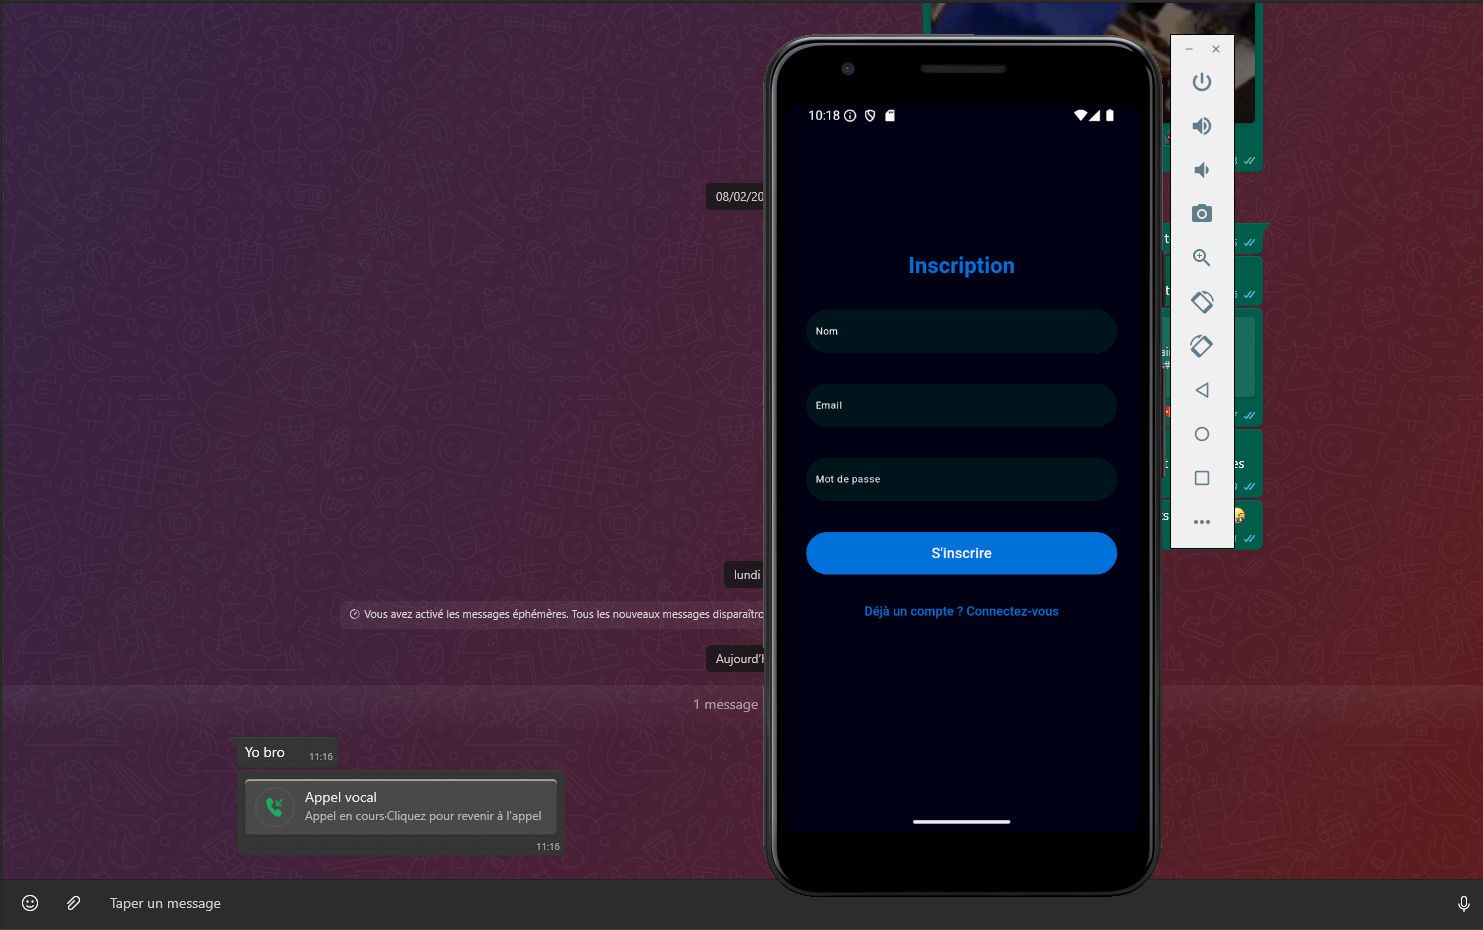 10:18
08/02/20
Inscription
Nom
Email
Mot de passe
S'inscrire
es
lundi
Déjà un compte ? Connectez-vous
Vous avez activé les messages éphémères. Tous les nouveaux messages disparaîtro
Aujourd'h
1 message
Yo bro
11:16
Appel vocal
Appel en cours·Cliquez pour revenir à l'appel
11:16
Taper un message